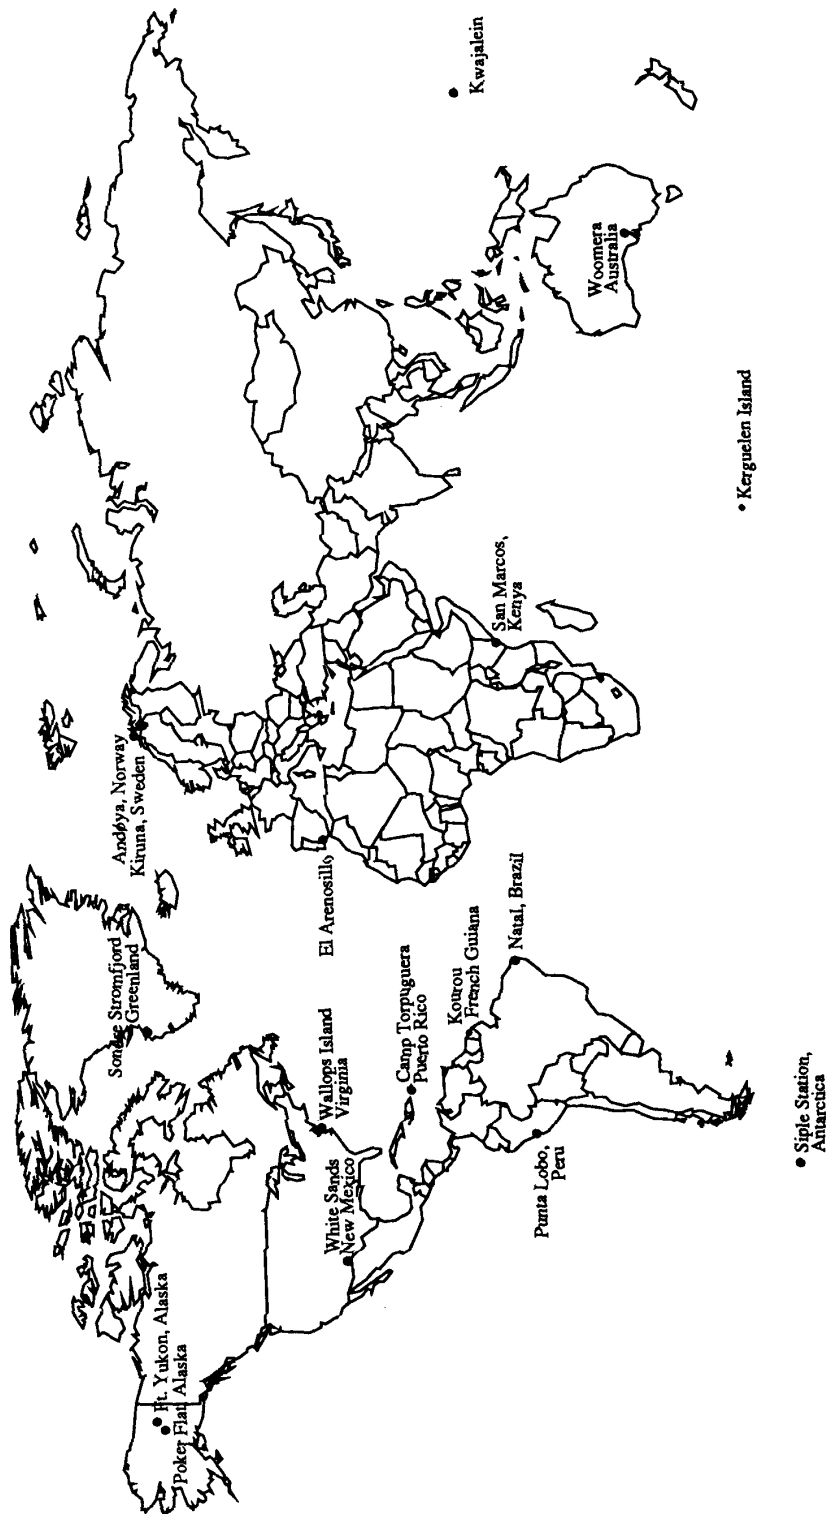 Ft. Yukon, Alaska
Poker Flat, Alaska
White Sands
New Mexico
Wallops Island
Virginia
Camp Torpuguera
Puerto Rico
Punta Lobo,
Peru
Siple Station,
Antarctica
Sondre Stromfjord
Greenland
Kourou
French Guiana
Natal, Brazil
El Arenosillo,
Andøya, Norway
Kiruna, Sweden
San Marcos,
Kenya
Kerguelen Island
Woomera
Australia
Kwajalein